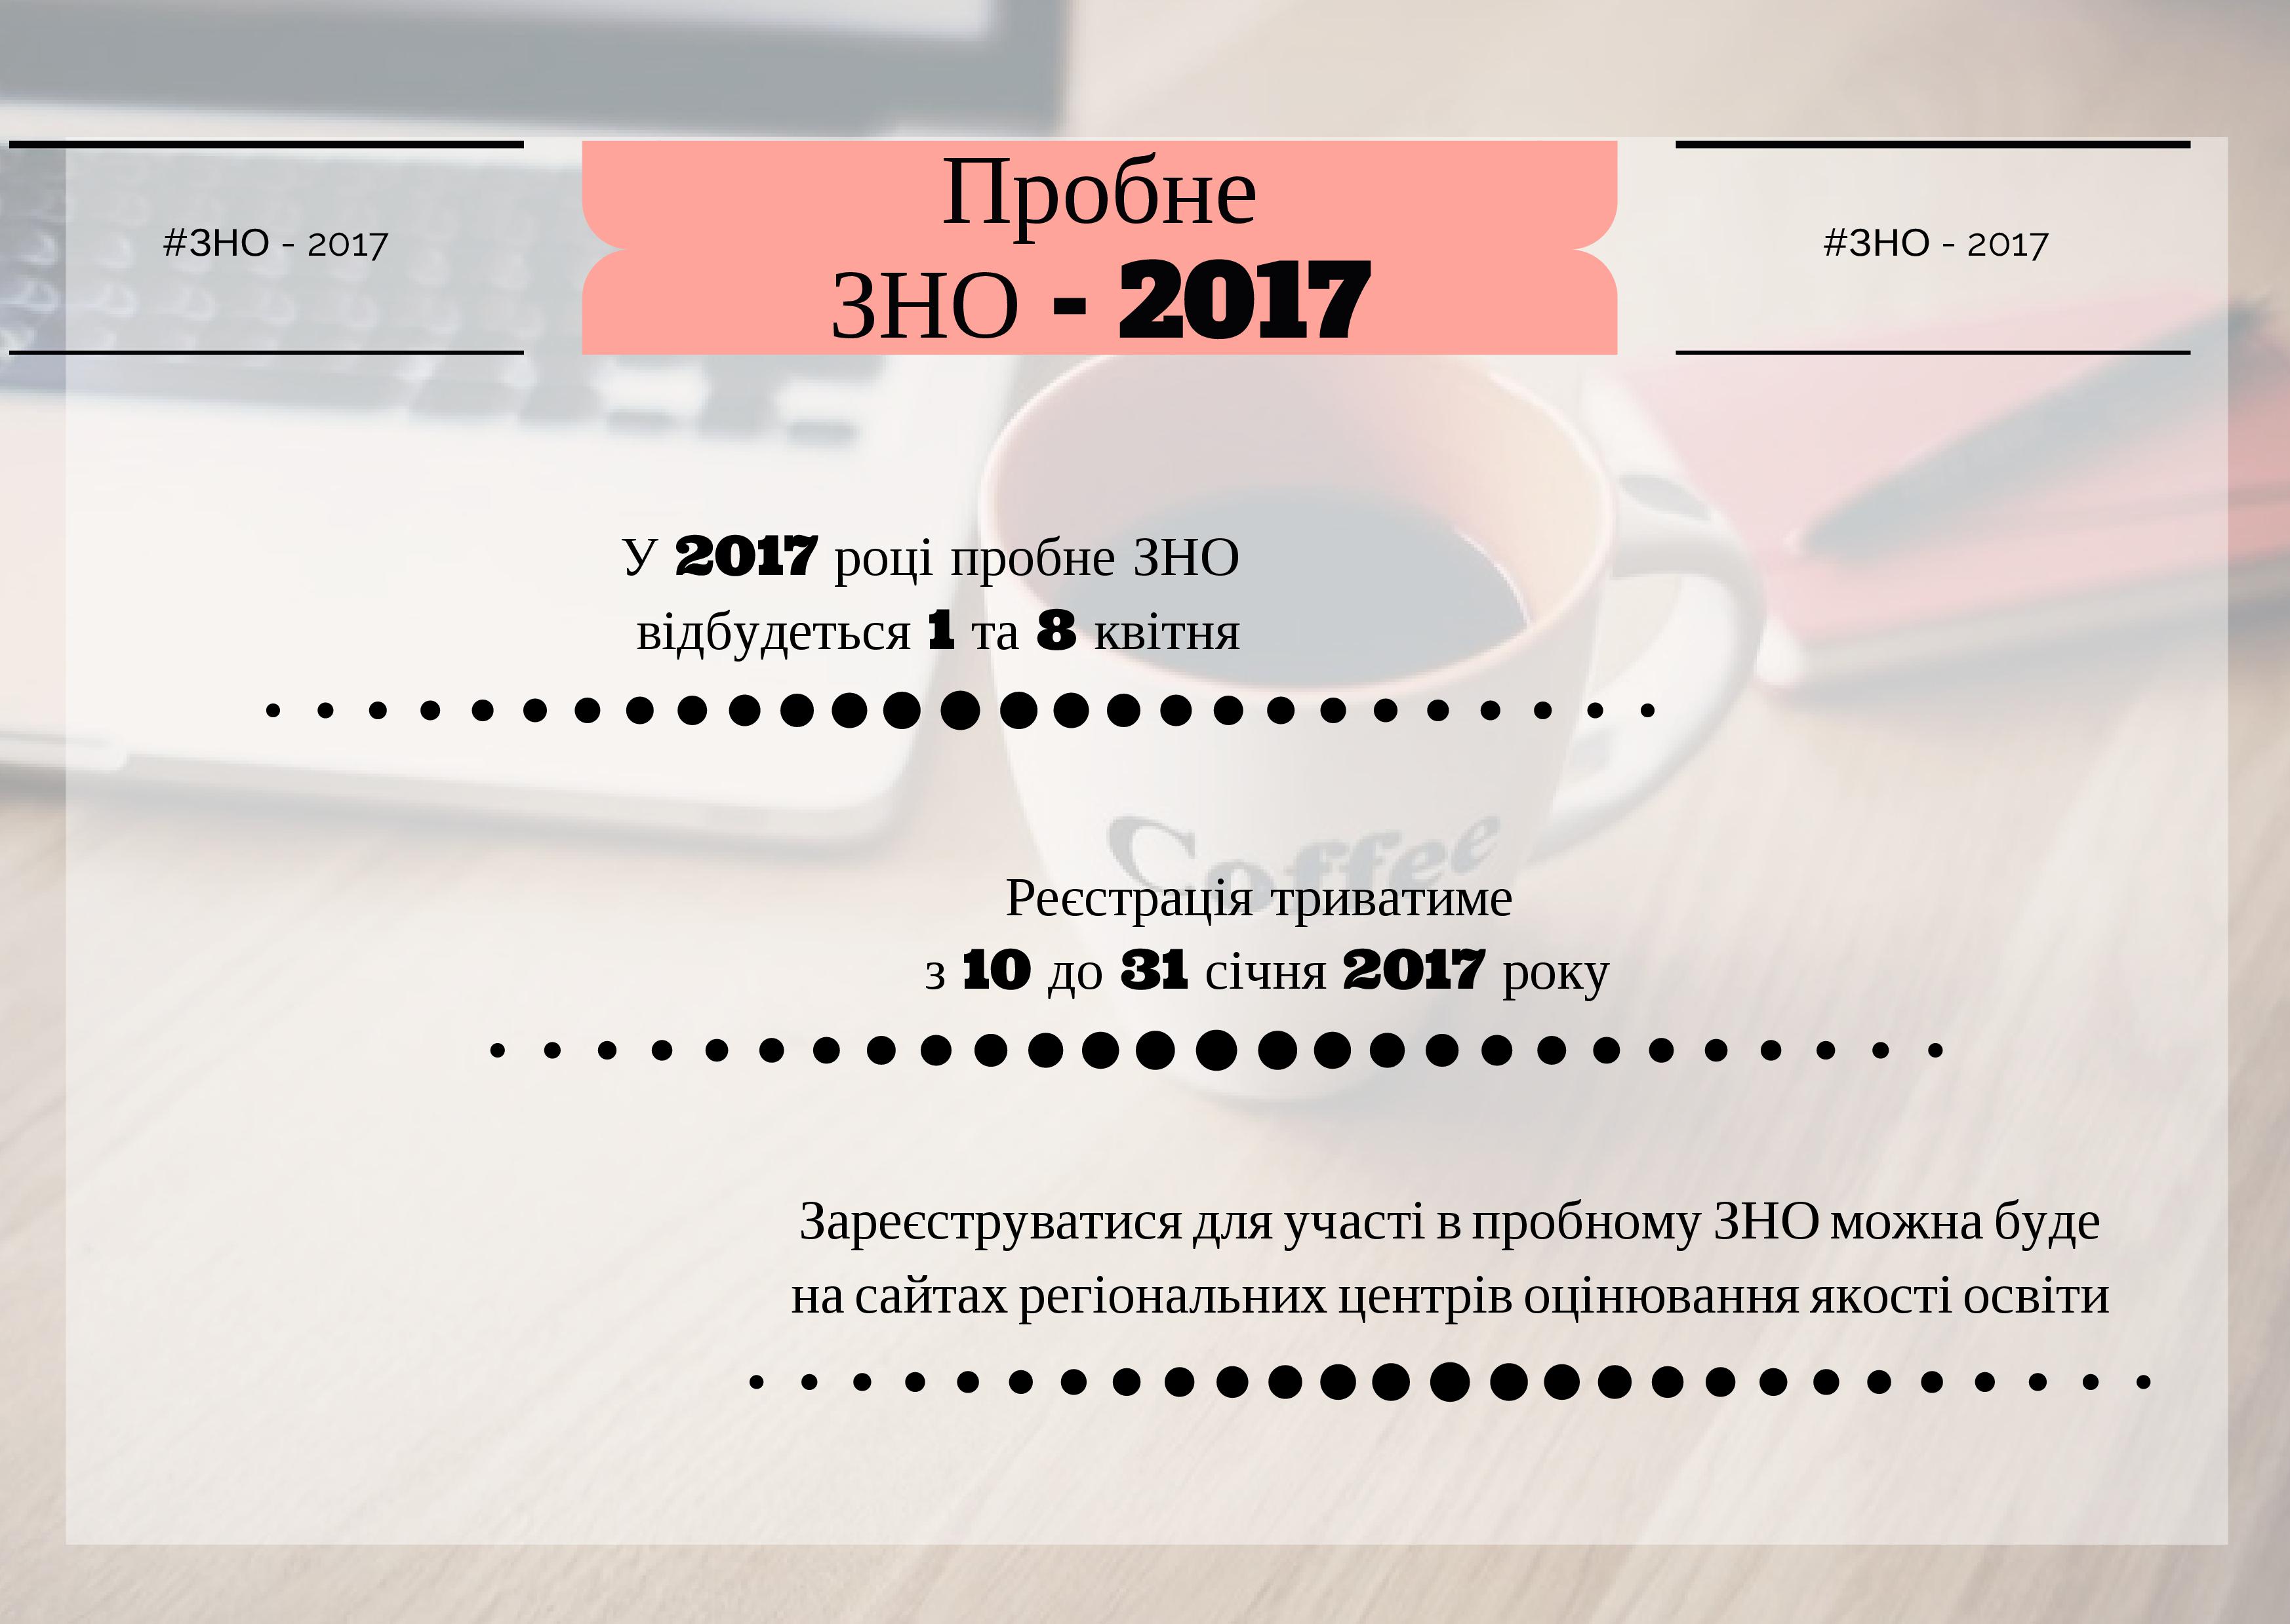 #ЗНО - 2017
Пробне
ЗНО - 2017
#ЗНО - 2017
У 2017 році пробне ЗНО
відбудеться 1 та 8 квітня
Coffee
Реєстрація триватиме
з 10 до 31 січня 2017 року
Зареєструватися для участі в пробному ЗНО можна буде
на сайтах регіональних центрів оцінювання якості освіти